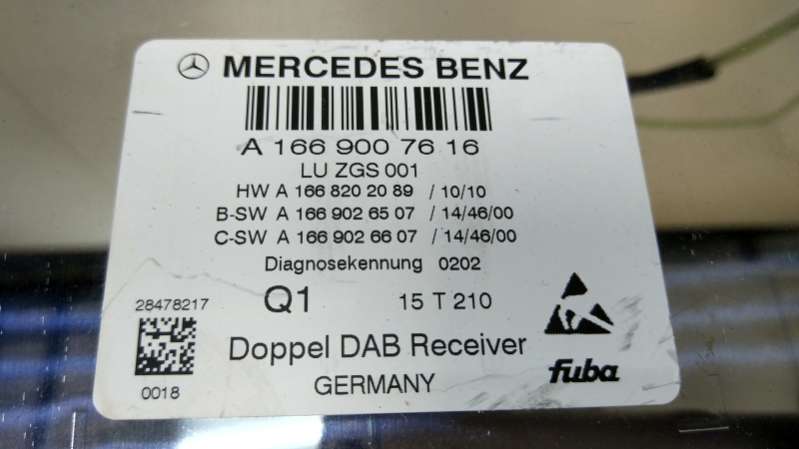 MERCEDES BENZ
A 166 900 76 16
LU ZGS 001
HW A 166 820 20 89 / 10/10
B-SW A 166 902 65 07 / 14/46/00
C-SW A 166 902 66 07 / 14/46/00
Diagnosekennung 0202
Q1 15 T 210
28478217
0018
Doppel DAB Receiver
GERMANY
fuba